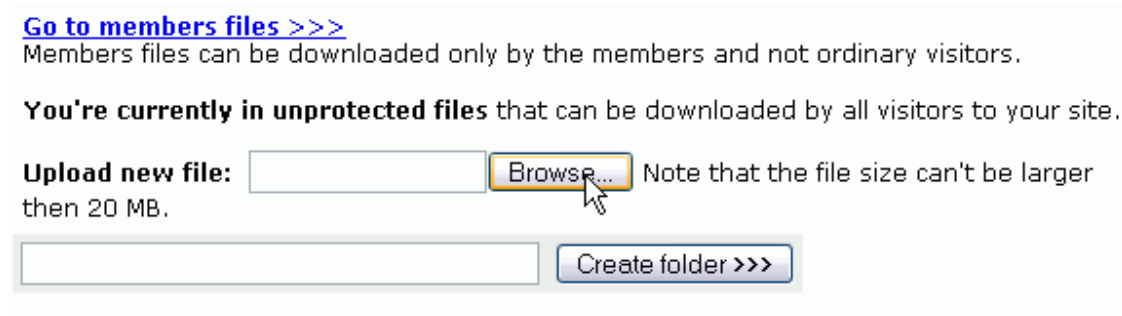 Go to members files >>>
Members files can be downloaded only by the members and not ordinary visitors.
You're currently in unprotected files that can be downloaded by all visitors to your site.
Upload new file: Browse... Note that the file size can't be larger
then 20 MB.
Create folder >>>